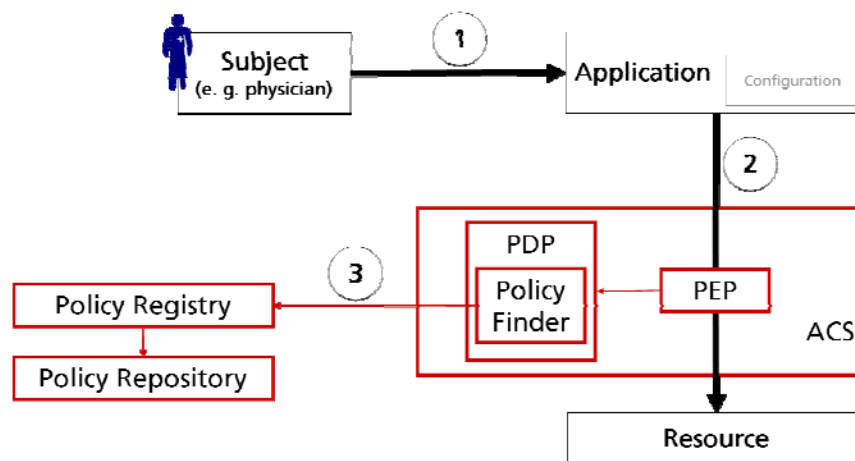 1
Subject
(e. g. physician)
Application
Configuration
2
PDP
3
Policy
Finder
PEP
Policy Registry
ACS
Policy Repository
Resource